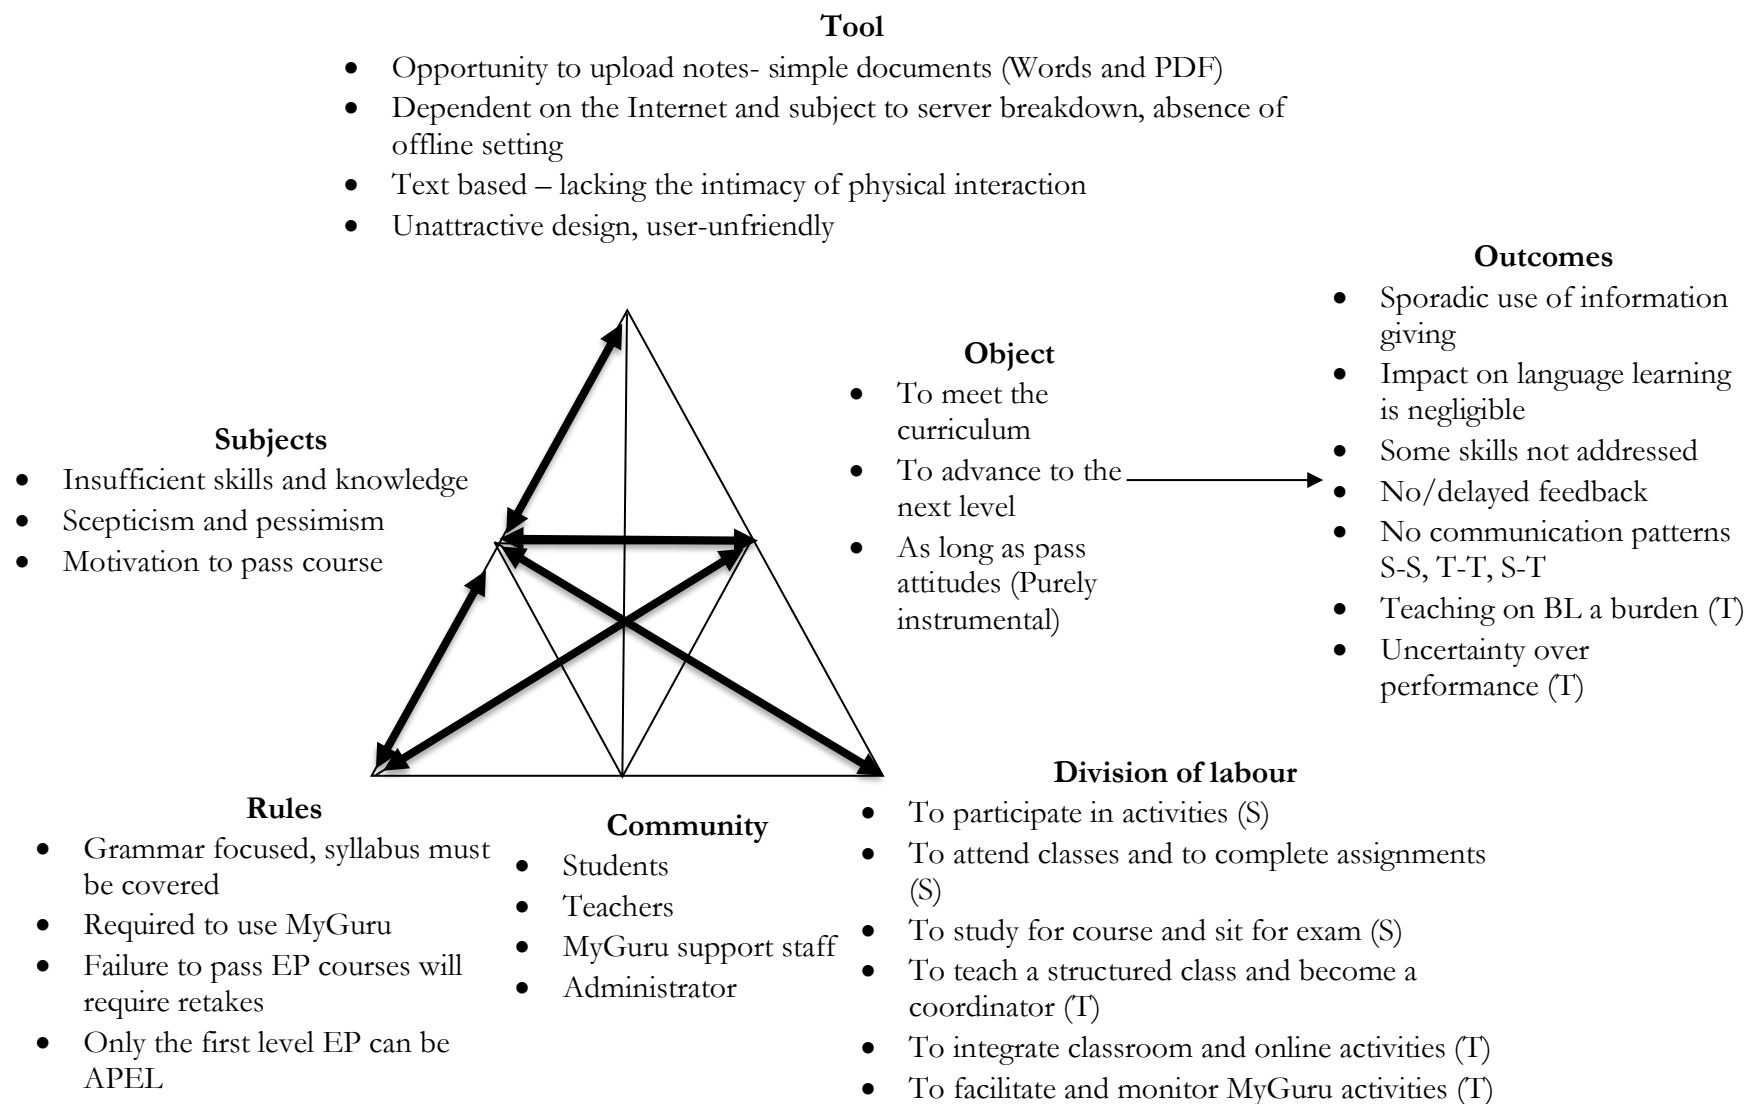 Tool
• Opportunity to upload notes- simple documents (Words and PDF)
• Dependent on the Internet and subject to server breakdown, absence of
offline setting
• Text based – lacking the intimacy of physical interaction
• Unattractive design, user-unfriendly
Subjects
• Insufficient skills and knowledge
• Scepticism and pessimism
• Motivation to pass course
Object
• To meet the
curriculum
• To advance to the
next level
• As long as pass
attitudes (Purely
instrumental)
Outcomes
• Sporadic use of information
giving
• Impact on language learning
is negligible
• Some skills not addressed
• No/delayed feedback
• No communication patterns
S-S, T-T, S-T
• Teaching on BL a burden (T)
• Uncertainty over
performance (T)
Rules
• Grammar focused, syllabus must
be covered
• Required to use MyGuru
• Failure to pass EP courses will
require retakes
• Only the first level EP can be
APEL
Community
• Students
• Teachers
• MyGuru support staff
• Administrator
Division of labour
• To participate in activities (S)
• To attend classes and to complete assignments
(S)
• To study for course and sit for exam (S)
• To teach a structured class and become a
coordinator (T)
• To integrate classroom and online activities (T)
• To facilitate and monitor MyGuru activities (T)